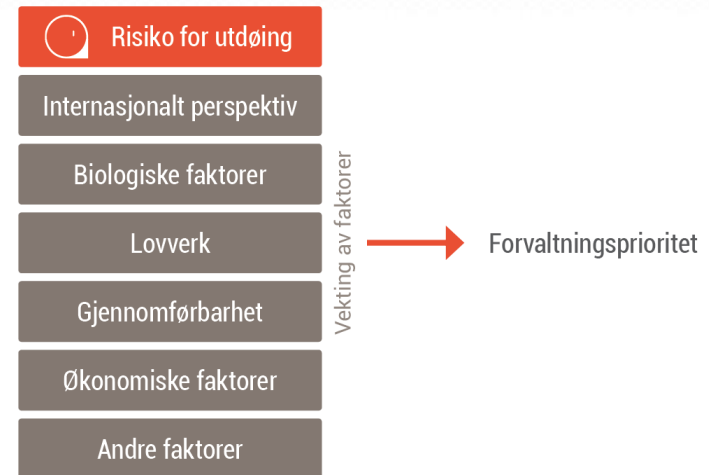 Risiko for utdøing
Internasjonalt perspektiv
Biologiske faktorer
Lovverk
Gjennomførbarhet
Økonomiske faktorer
Andre faktorer
Vekting av faktorer
Forvaltningsprioritet